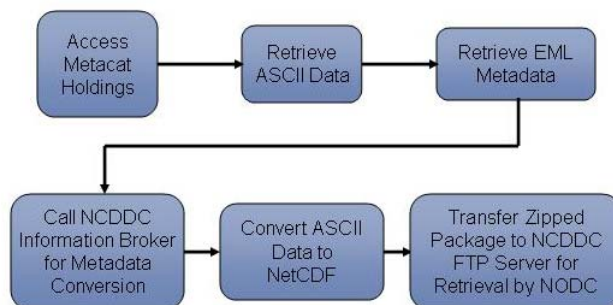 Access
Metacat
Holdings
Retrieve
ASCII Data
Retrieve EML
Metadata
Call NCDDC
Information Broker
for Metadata
Conversion
Convert ASCII
Data to
NetCDF
Transfer Zipped
Package to NCDDC
FTP Server for
Retrieval by NODC